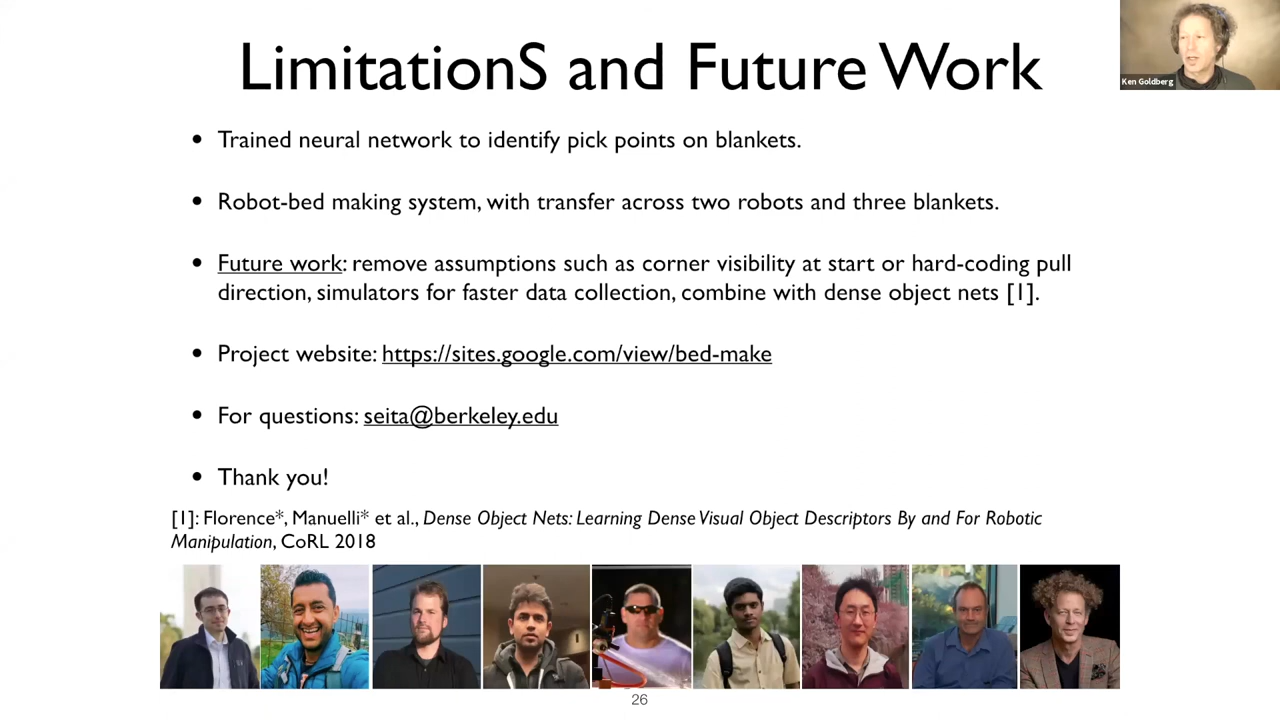 LimitationS and Future Work
Ken Goldberg
• Trained neural network to identify pick points on blankets.
• Robot-bed making system, with transfer across two robots and three blankets.
• Future work: remove assumptions such as corner visibility at start or hard-coding pull
direction, simulators for faster data collection, combine with dense object nets [1].
• Project website: https://sites.google.com/view/bed-make
• For questions: seita@berkeley.edu
• Thank you!
[1]: Florence*, Manuelli* et al., Dense Object Nets: Learning Dense Visual Object Descriptors By and For Robotic
Manipulation, CoRL 2018
26